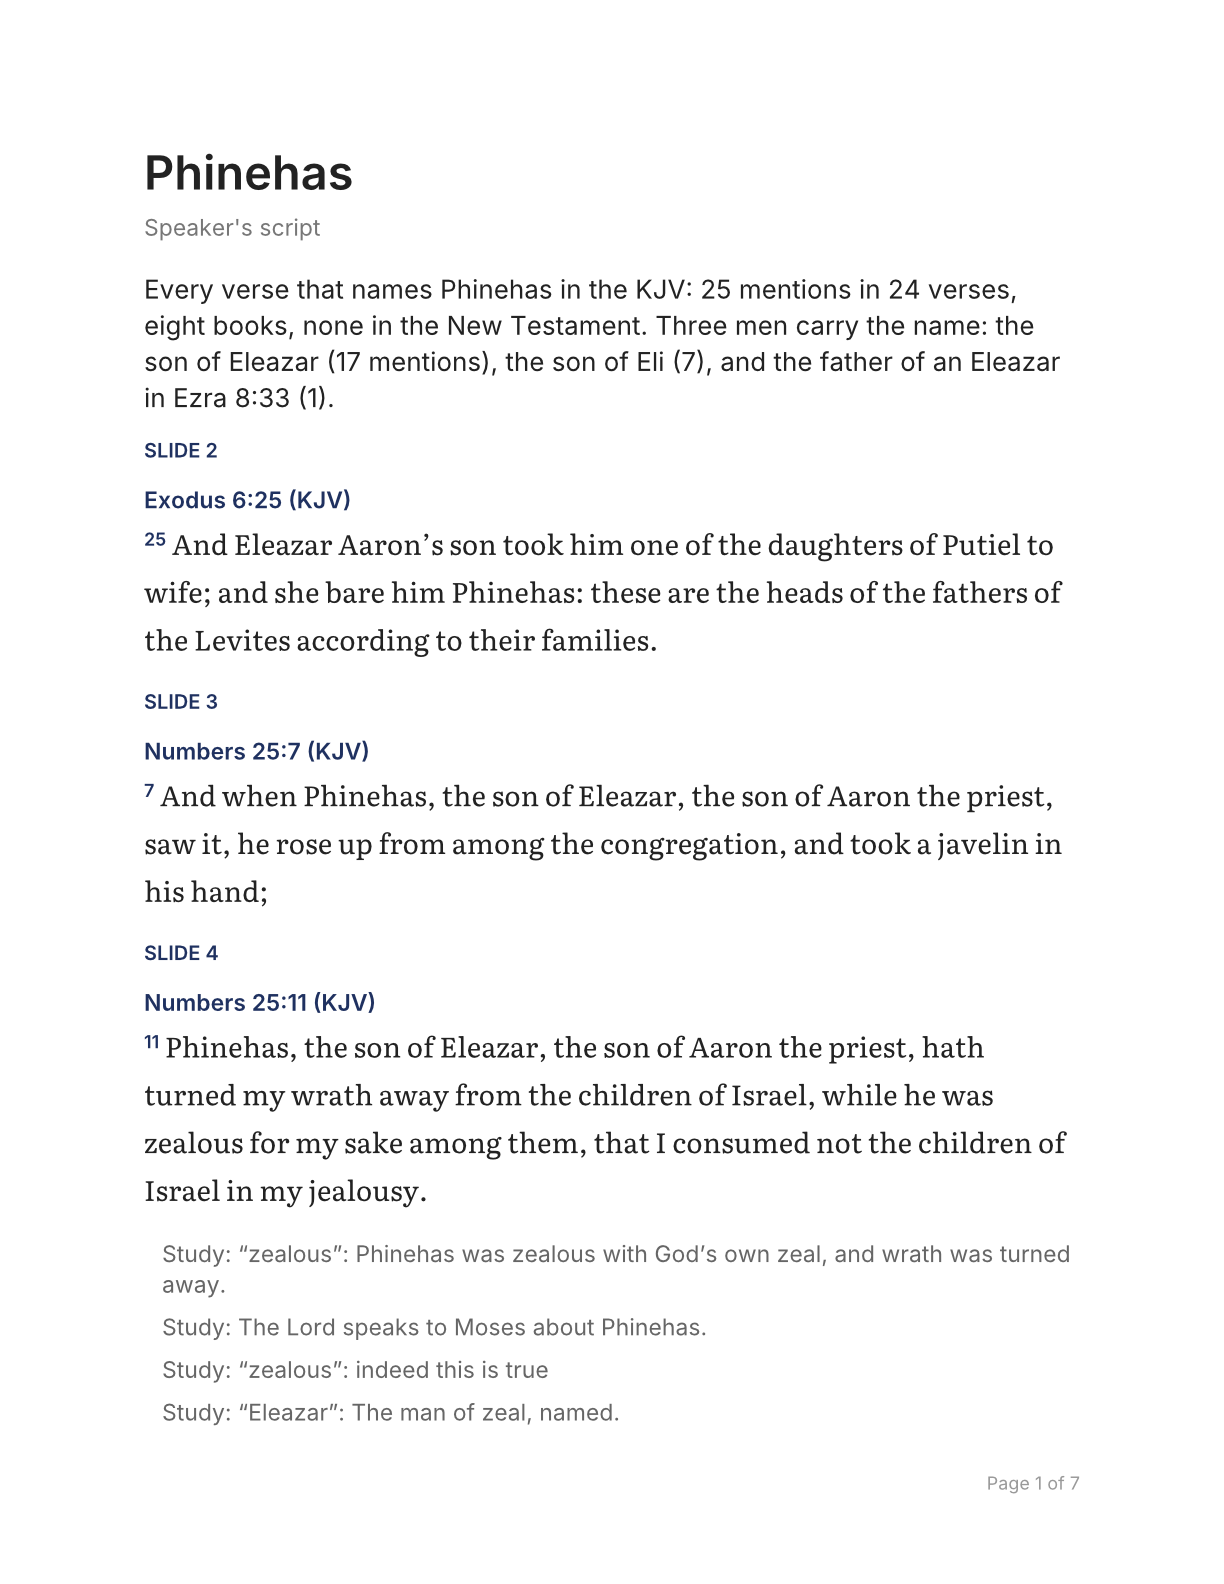 Phinehas
Speaker's script
Every verse that names Phinehas in the KJV: 25 mentions in 24 verses,
eight books, none in the New Testament. Three men carry the name: the
son of Eleazar (17 mentions), the son of Eli (7), and the father of an Eleazar
in Ezra 8:33 (1).
SLIDE 2
Exodus 6:25 (KJV)
25 And Eleazar Aaron’s son took him one of the daughters of Putiel to
wife; and she bare him Phinehas: these are the heads of the fathers of
the Levites according to their families.
SLIDE 3
Numbers 25:7 (KJV)
7 And when Phinehas, the son of Eleazar, the son of Aaron the priest,
saw it, he rose up from among the congregation, and took a javelin in
his hand;
SLIDE 4
Numbers 25:11 (KJV)
11 Phinehas, the son of Eleazar, the son of Aaron the priest, hath
turned my wrath away from the children of Israel, while he was
zealous for my sake among them, that I consumed not the children of
Israel in my jealousy.
Study: “zealous”: Phinehas was zealous with God’s own zeal, and wrath was turned
away.
Study: The Lord speaks to Moses about Phinehas.
Study: “zealous”: indeed this is true
Study: “Eleazar”: The man of zeal, named.
Page 1 of 7